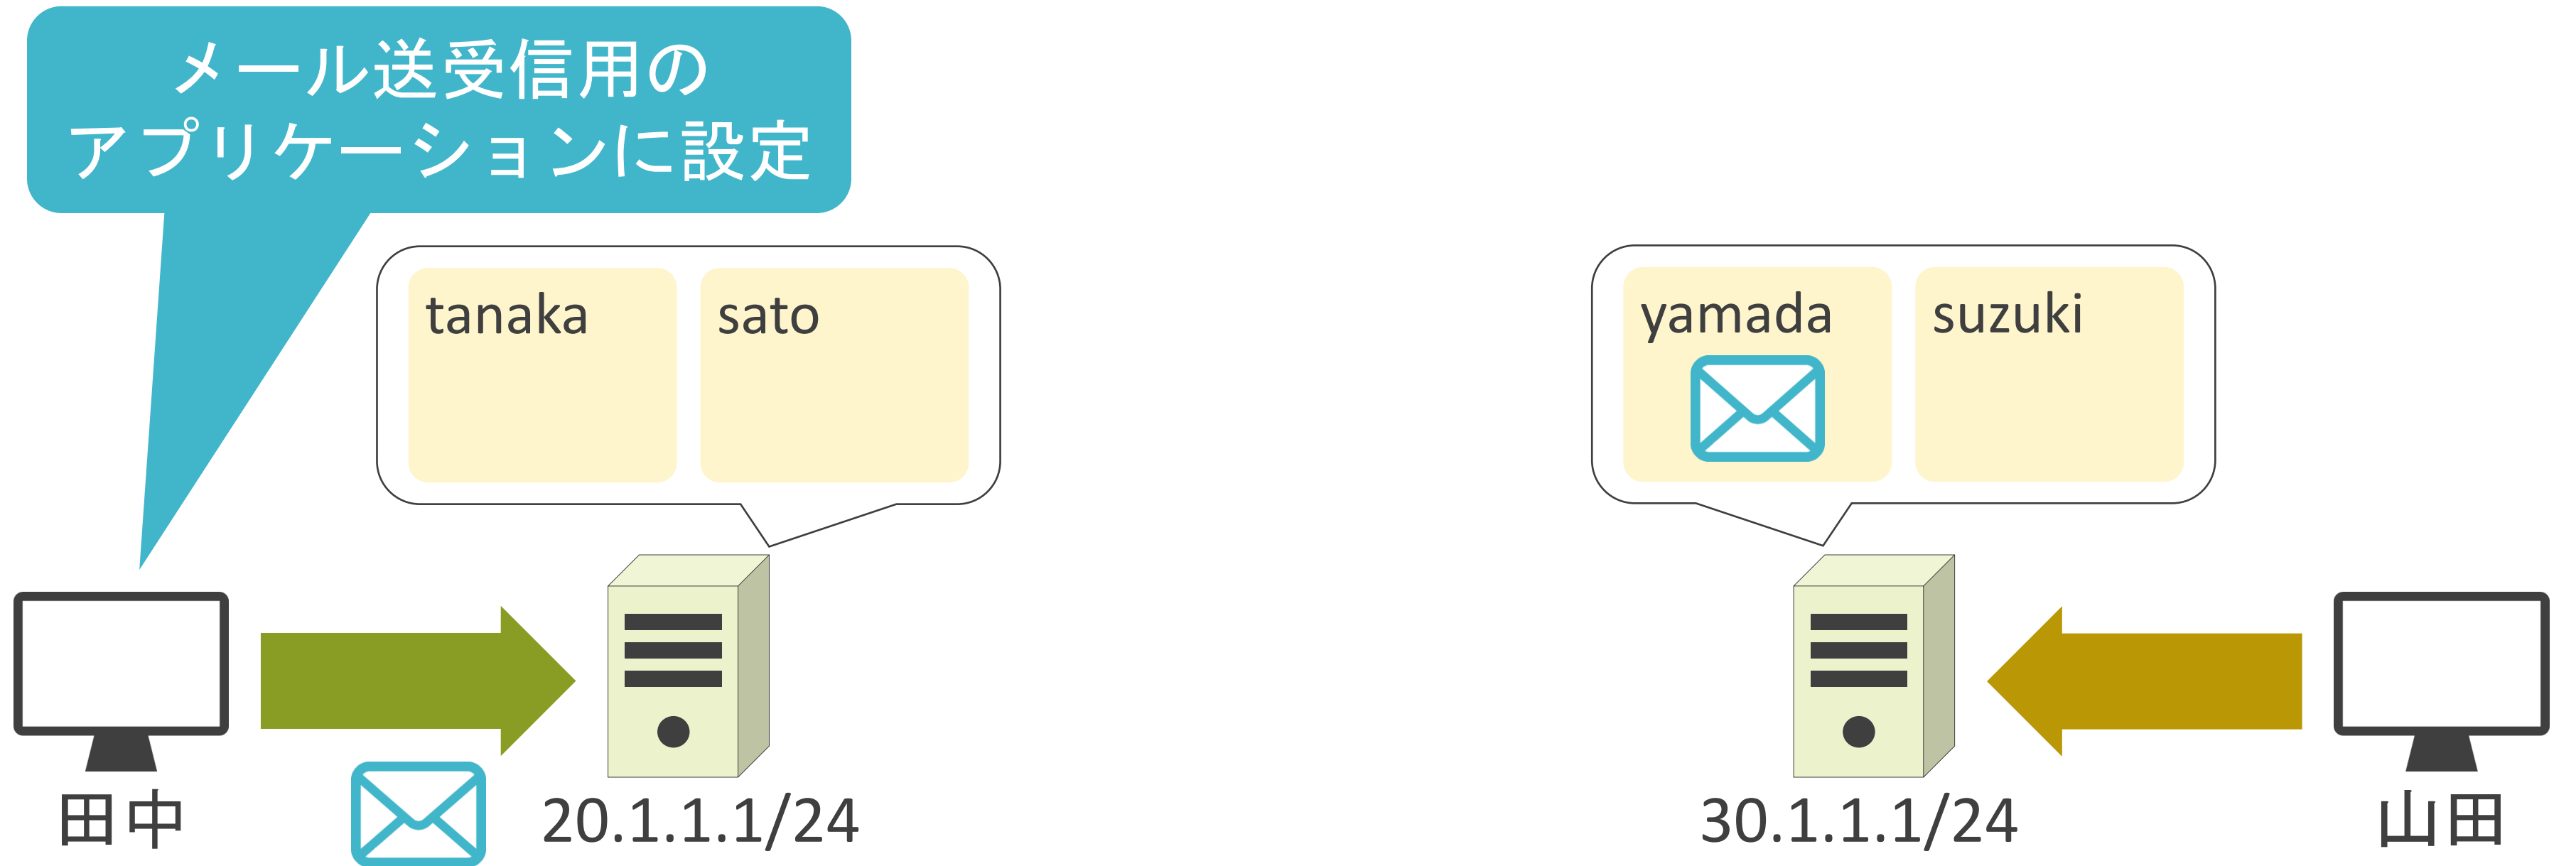 メール送受信用の
アプリケーションに設定
tanaka
sato
yamada
suzuki
田中
20.1.1.1/24
30.1.1.1/24
山田